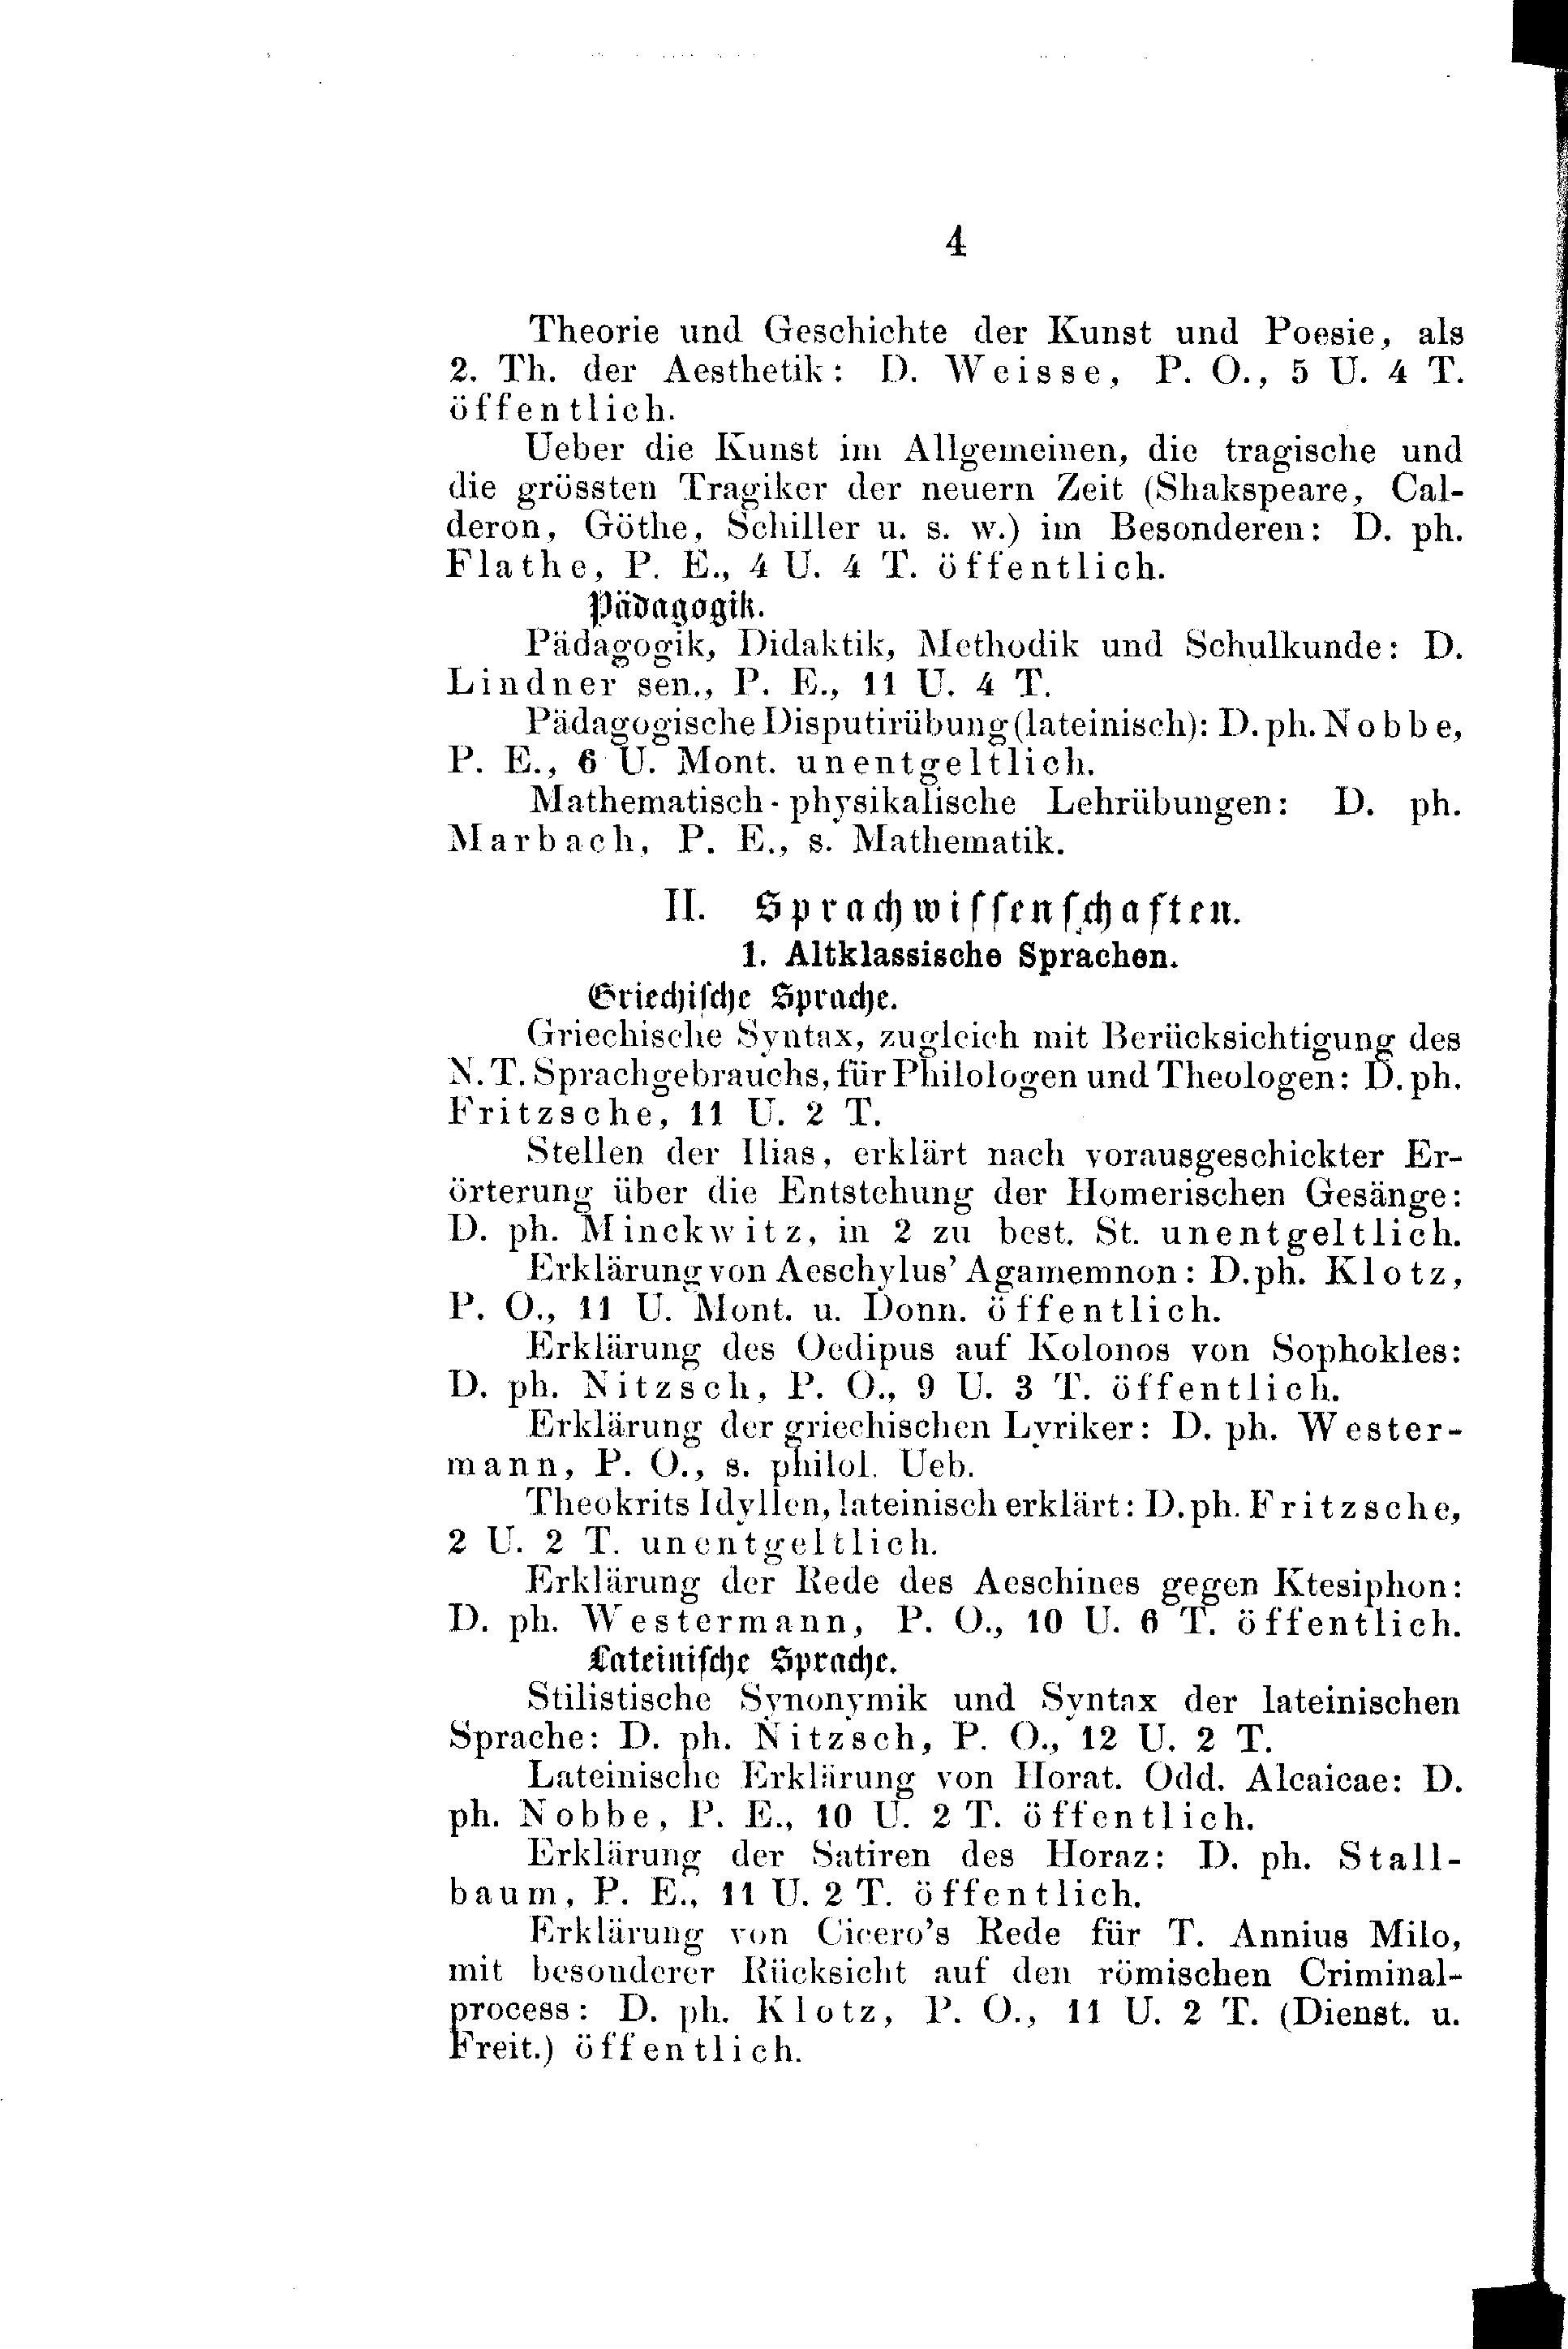 4
Theorie und Geschichte der Kunst und Poesie, als
2. Th. der Aesthetik: D. Weisse, P. O., 5 U. 4 T.
öffentlich.
Ueber die Kunst im Allgemeinen, die tragische und
die grössten Tragiker der neuern Zeit (Shakspeare, Cal-
deron, Göthe, Schiller u. s. w.) im Besonderen: D. ph.
Flathe, P. E., 4 U. 4 T. öffentlich.
Pädagogik.
Pädagogik, Didaktik, Methodik und Schulkunde: D.
Lindner sen., P. E., 11 U. 4 T.
Pädagogische Disputirübung (lateinisch): D. ph. Nobbe,
P. E., 6 U. Mont. unentgeltlich.
Mathematisch-physikalische Lehrübungen: D. ph.
Marbach, P. E., s. Mathematik.
II. Sprachwissenschaften.
1. Altklassische Sprachen.
Griechische Sprache.
Griechische Syntax, zugleich mit Berücksichtigung des
N. T. Sprachgebrauchs, für Philologen und Theologen: D. ph.
Fritzsche, 11 U. 2 T.
Stellen der Ilias, erklärt nach vorausgeschickter Er-
örterung über die Entstehung der Homerischen Gesänge:
D. ph. Minckwitz, in 2 zu best. St. unentgeltlich.
Erklärung von Aeschylus' Agamemnon: D. ph. Klotz,
P. O., 11 U. Mont. u. Donn. öffentlich.
Erklärung des Oedipus auf Kolonos von Sophokles:
D. ph. Nitzsch, P. O., 9 U. 3 T. öffentlich.
Erklärung der griechischen Lyriker: D. ph. Wester-
mann, P. O., s. philol. Ueb.
Theokrits Idyllen, lateinisch erklärt: D. ph. Fritzsche,
2 U. 2 T. unentgeltlich.
Erklärung der Rede des Aeschines gegen Ktesiphon:
D. ph. Westermann, P. O., 10 U. 6 T. öffentlich.
Lateinische Sprache.
Stilistische Synonymik und Syntax der lateinischen
Sprache: D. ph. Nitzsch, P. O., 12 U. 2 T.
Lateinische Erklärung von Horat. Odd. Alcaicae: D.
ph. Nobbe, P. E., 10 U. 2 T. öffentlich.
Erklärung der Satiren des Horaz: D. ph. Stall-
baum, P. E., 11 U. 2 T. öffentlich.
Erklärung von Cicero's Rede für T. Annius Milo,
mit besonderer Rücksicht auf den römischen Criminal-
process: D. ph. Klotz, P. O., 11 U. 2 T. (Dienst. u.
Freit.) öffentlich.